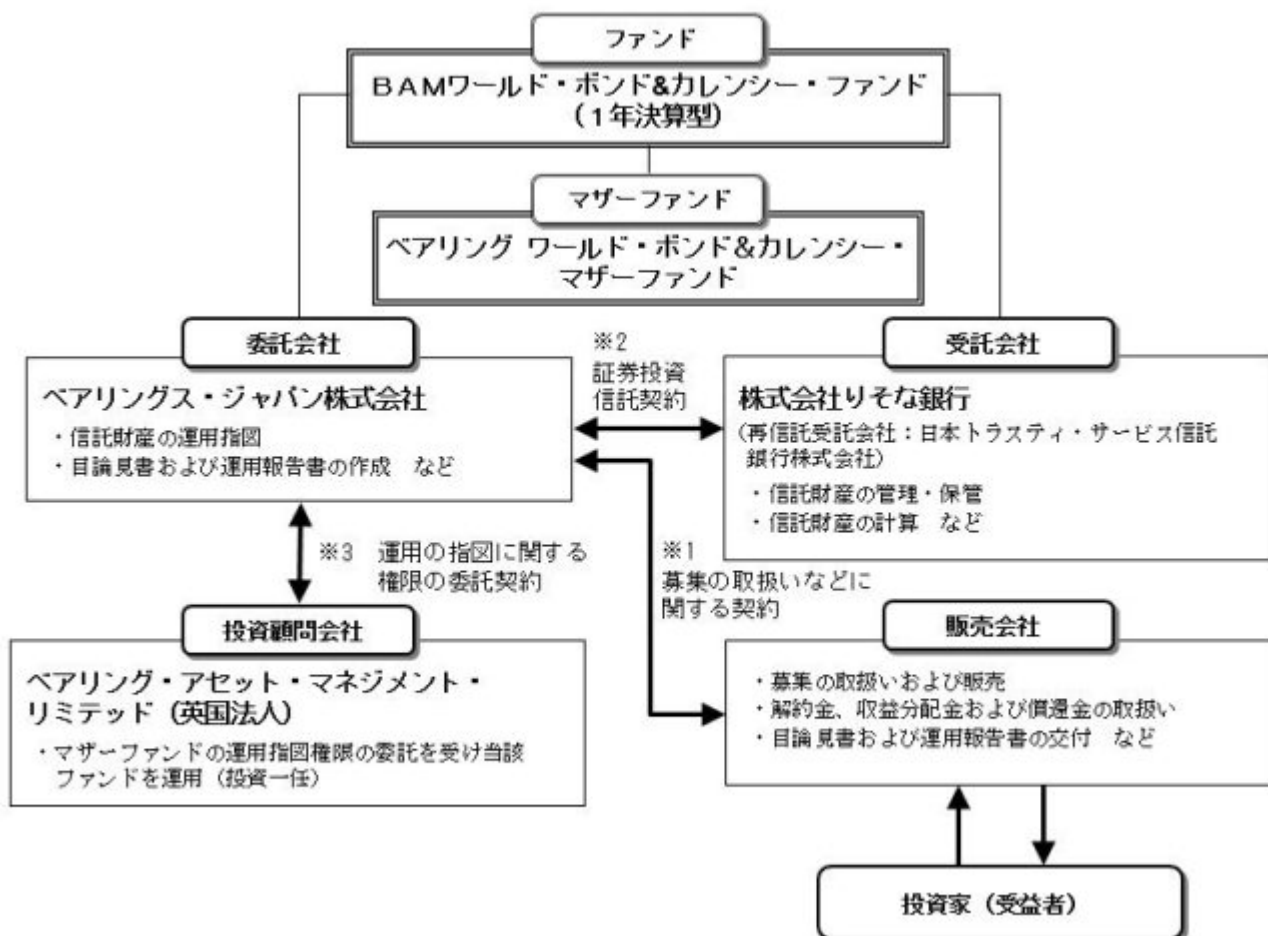 ファンド
BAMワールド・ボンド&カレンシー・ファンド
(1年決算型)
マザーファンド
ベアリング ワールド・ボンド&カレンシー・
マザーファンド
委託会社
ベアリングス・ジャパン株式会社
・信託財産の運用指図
・目論見書および運用報告書の作成 など
※2
証券投資
信託契約
受託会社
株式会社りそな銀行
(再信託受託会社:日本トラスティ・サービス信託
銀行株式会社)
・信託財産の管理・保管
・信託財産の計算 など
※3 運用の指図に関する
権限の委託契約
※1
募集の取扱いなどに
関する契約
投資顧問会社
ベアリング・アセット・マネジメント・
リミテッド(英国法人)
・マザーファンドの運用指図権限の委託を受け当該
ファンドを運用(投資一任)
販売会社
・募集の取扱いおよび販売
・解約金、収益分配金および償還金の取扱い
・目論見書および運用報告書の交付 など
投資家(受益者)